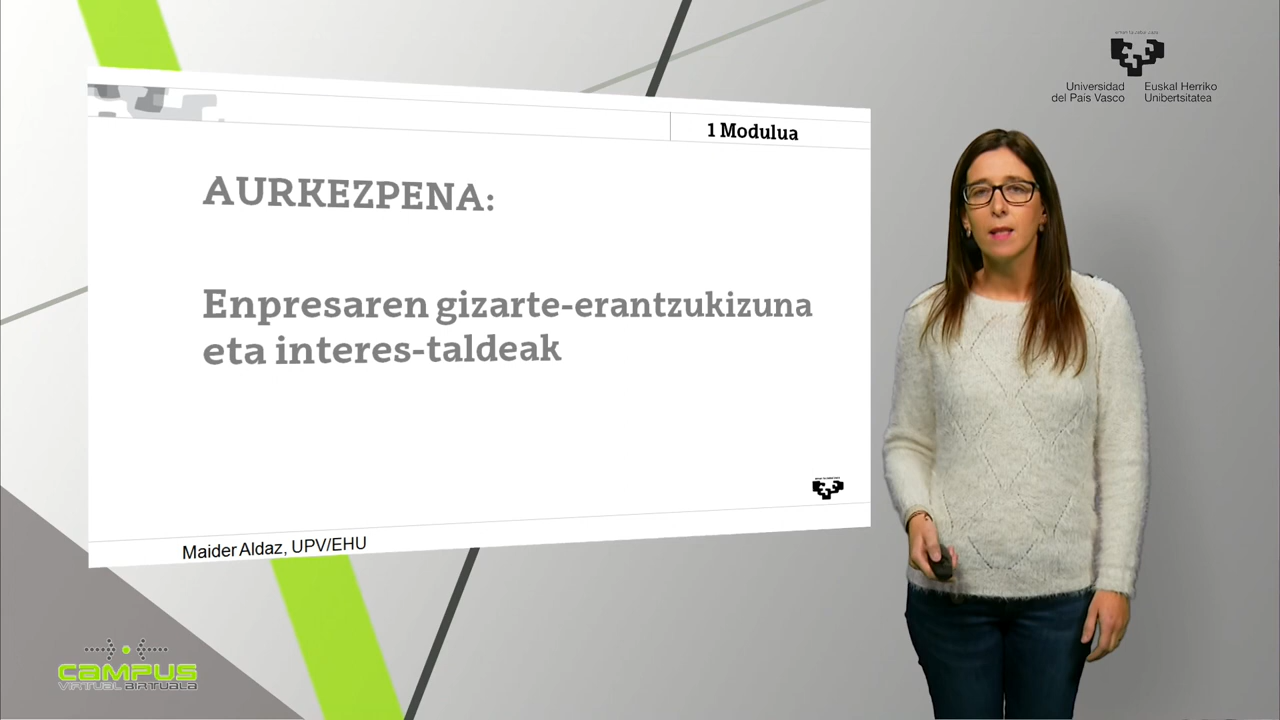 1 Modulua
AURKEZPENA:
Enpresaren gizarte-erantzukizuna
eta interes-taldeak
Maider Aldaz, UPV/EHU
Universidad
del País Vasco
Euskal Herriko
Unibertsitatea
CAMPUS
VIRTUAL BIRTUALA